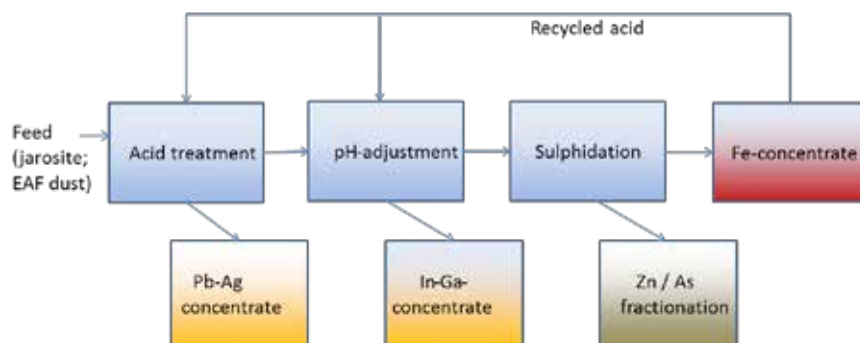 Recycled acid
Feed
(jarosite;
EAF dust)
Acid treatment
pH-adjustment
Sulphidation
Fe-concentrate
Pb-Ag
concentrate
In-Ga-
concentrate
Zn / As
fractionation